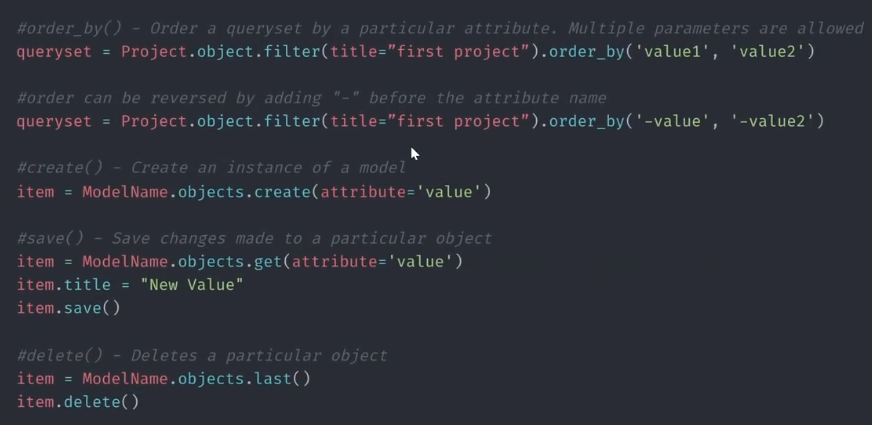 #order_by() - Order a queryset by a particular attribute. Multiple parameters are allowed
queryset = Project.object.filter(title="first project").order_by('value1', 'value2')
#order can be reversed by adding "-" before the attribute name
queryset = Project.object.filter(title="first project").order_by('-value', '-value2')
#create() - Create an instance of a model
item = ModelName.objects.create(attribute='value')
#save() - Save changes made to a particular object
item = ModelName.objects.get(attribute='value')
item.title = "New Value"
item.save()
#delete() - Deletes a particular object
item = ModelName.objects.last()
item.delete()